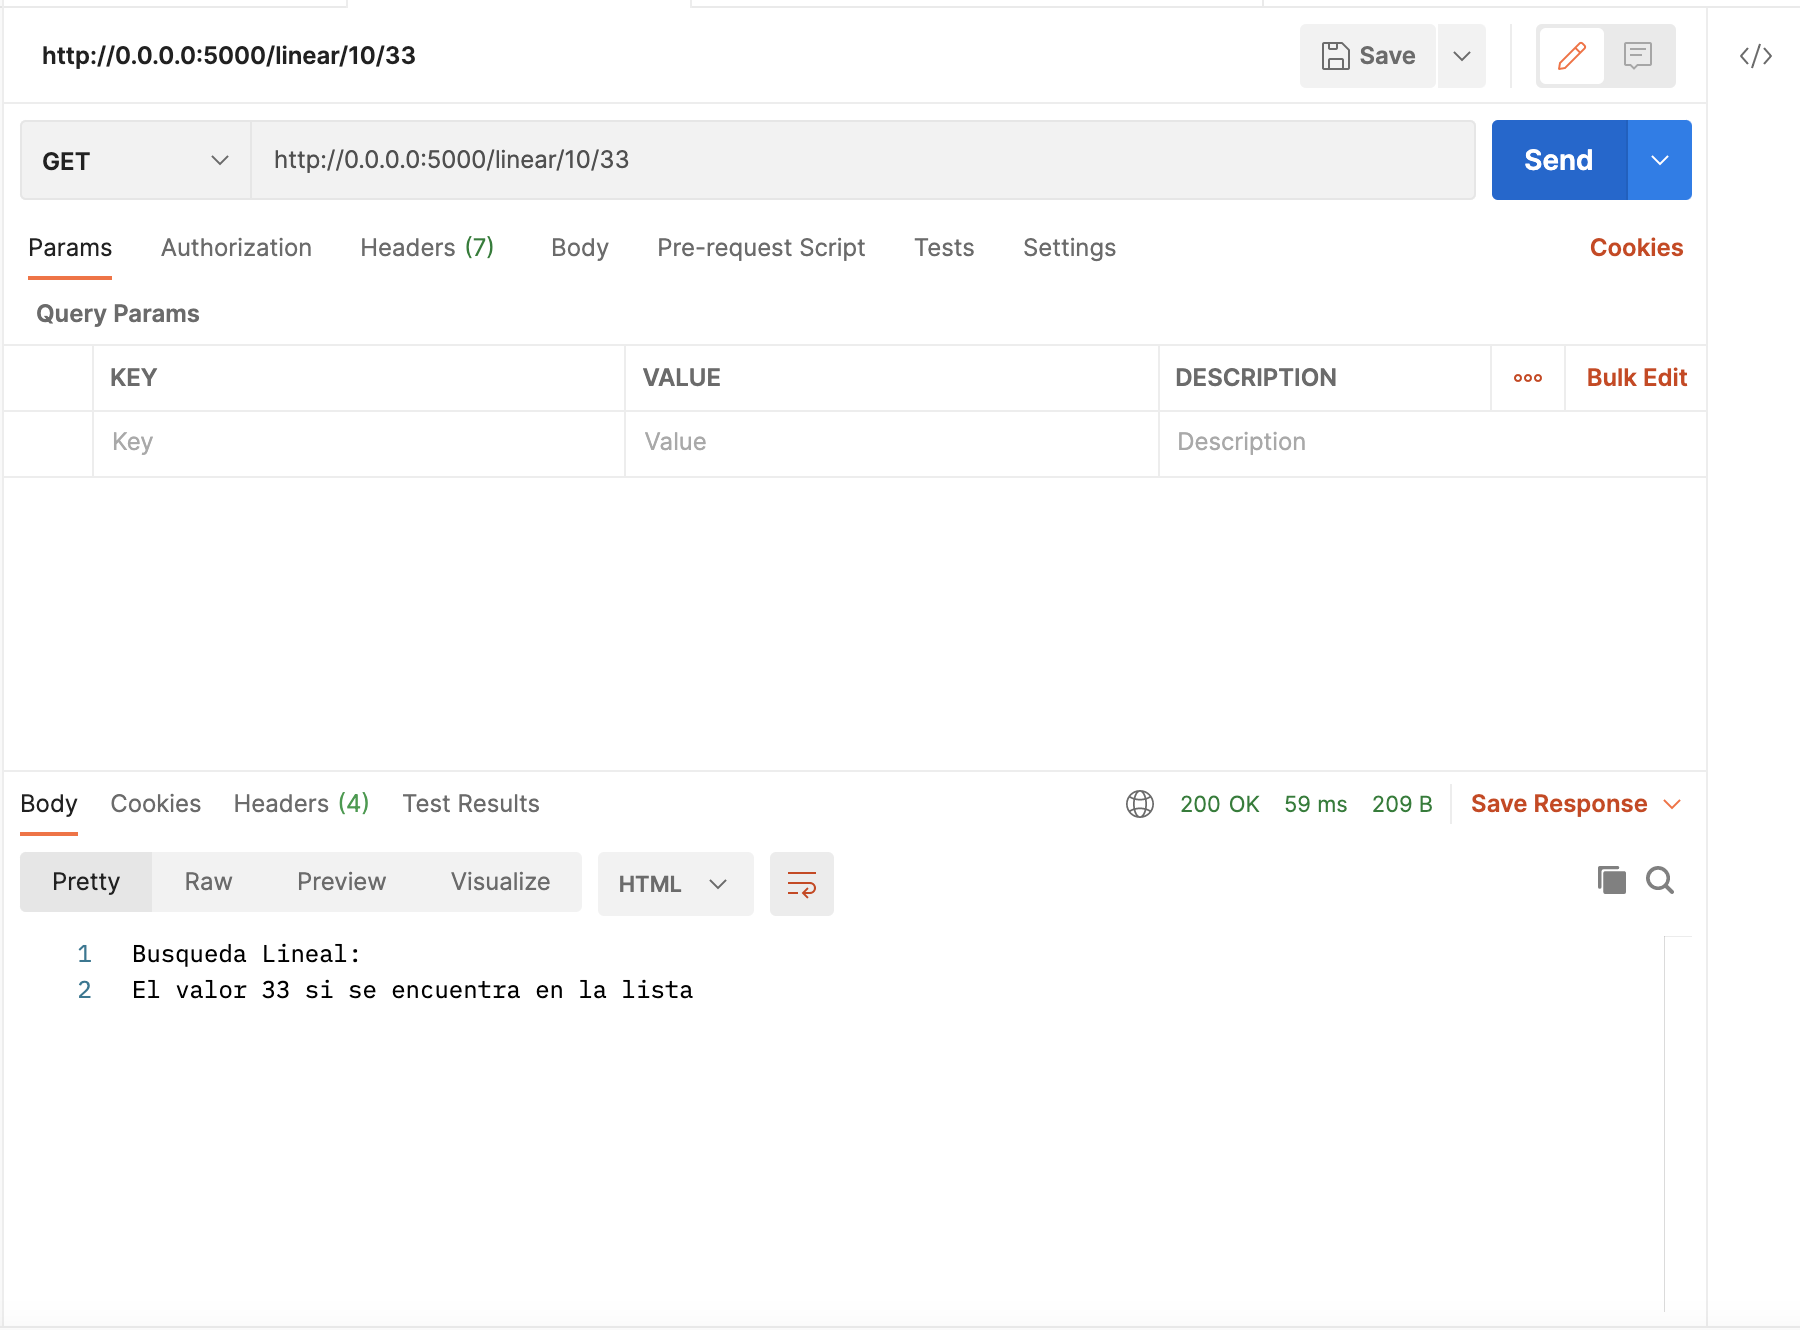 http://0.0.0.0:5000/linear/10/33
Save
GET
http://0.0.0.0:5000/linear/10/33
Send
Params Authorization Headers (7) Body Pre-request Script Tests Settings Cookies
Query Params
KEY VALUE DESCRIPTION Bulk Edit
Key Value Description
Body Cookies Headers (4) Test Results 200 OK 59 ms 209 B Save Response
Pretty Raw Preview Visualize HTML
1 Busqueda Lineal:
2 El valor 33 si se encuentra en la lista